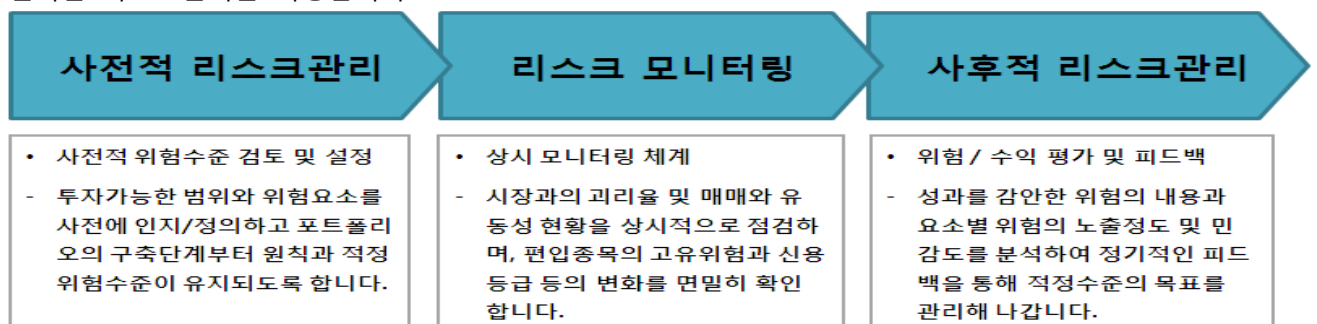 사전적 리스크관리
리스크 모니터링
사후적 리스크관리
• 사전적 위험수준 검토 및 설정
- 투자가능한 범위와 위험요소를
사전에 인지/정의하고 포트폴리
오의 구축단계부터 원칙과 적정
위험수준이 유지되도록 합니다.
• 상시 모니터링 체계
- 시장과의 괴리율 및 매매와 유
동성 현황을 상시적으로 점검하
며, 편입종목의 고유위험과 신용
등급 등의 변화를 면밀히 확인
합니다.
• 위험 / 수익 평가 및 피드백
- 성과를 감안한 위험의 내용과
요소별 위험의 노출정도 및 민
감도를 분석하여 정기적인 피드
백을 통해 적정수준의 목표를
관리해 나갑니다.